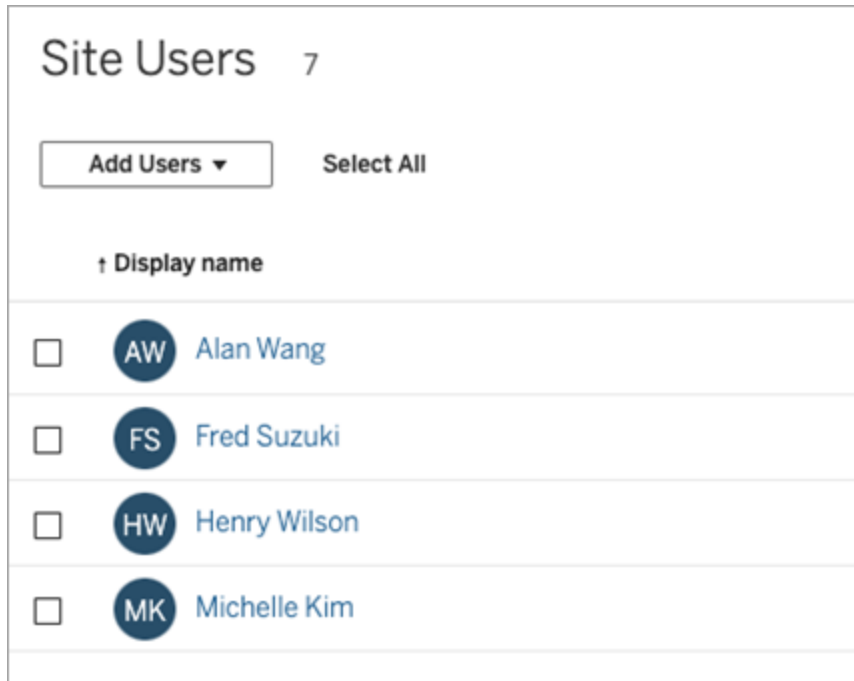 Site Users 7
Add Users ▾ Select All
↑ Display name
AW Alan Wang
FS Fred Suzuki
HW Henry Wilson
MK Michelle Kim